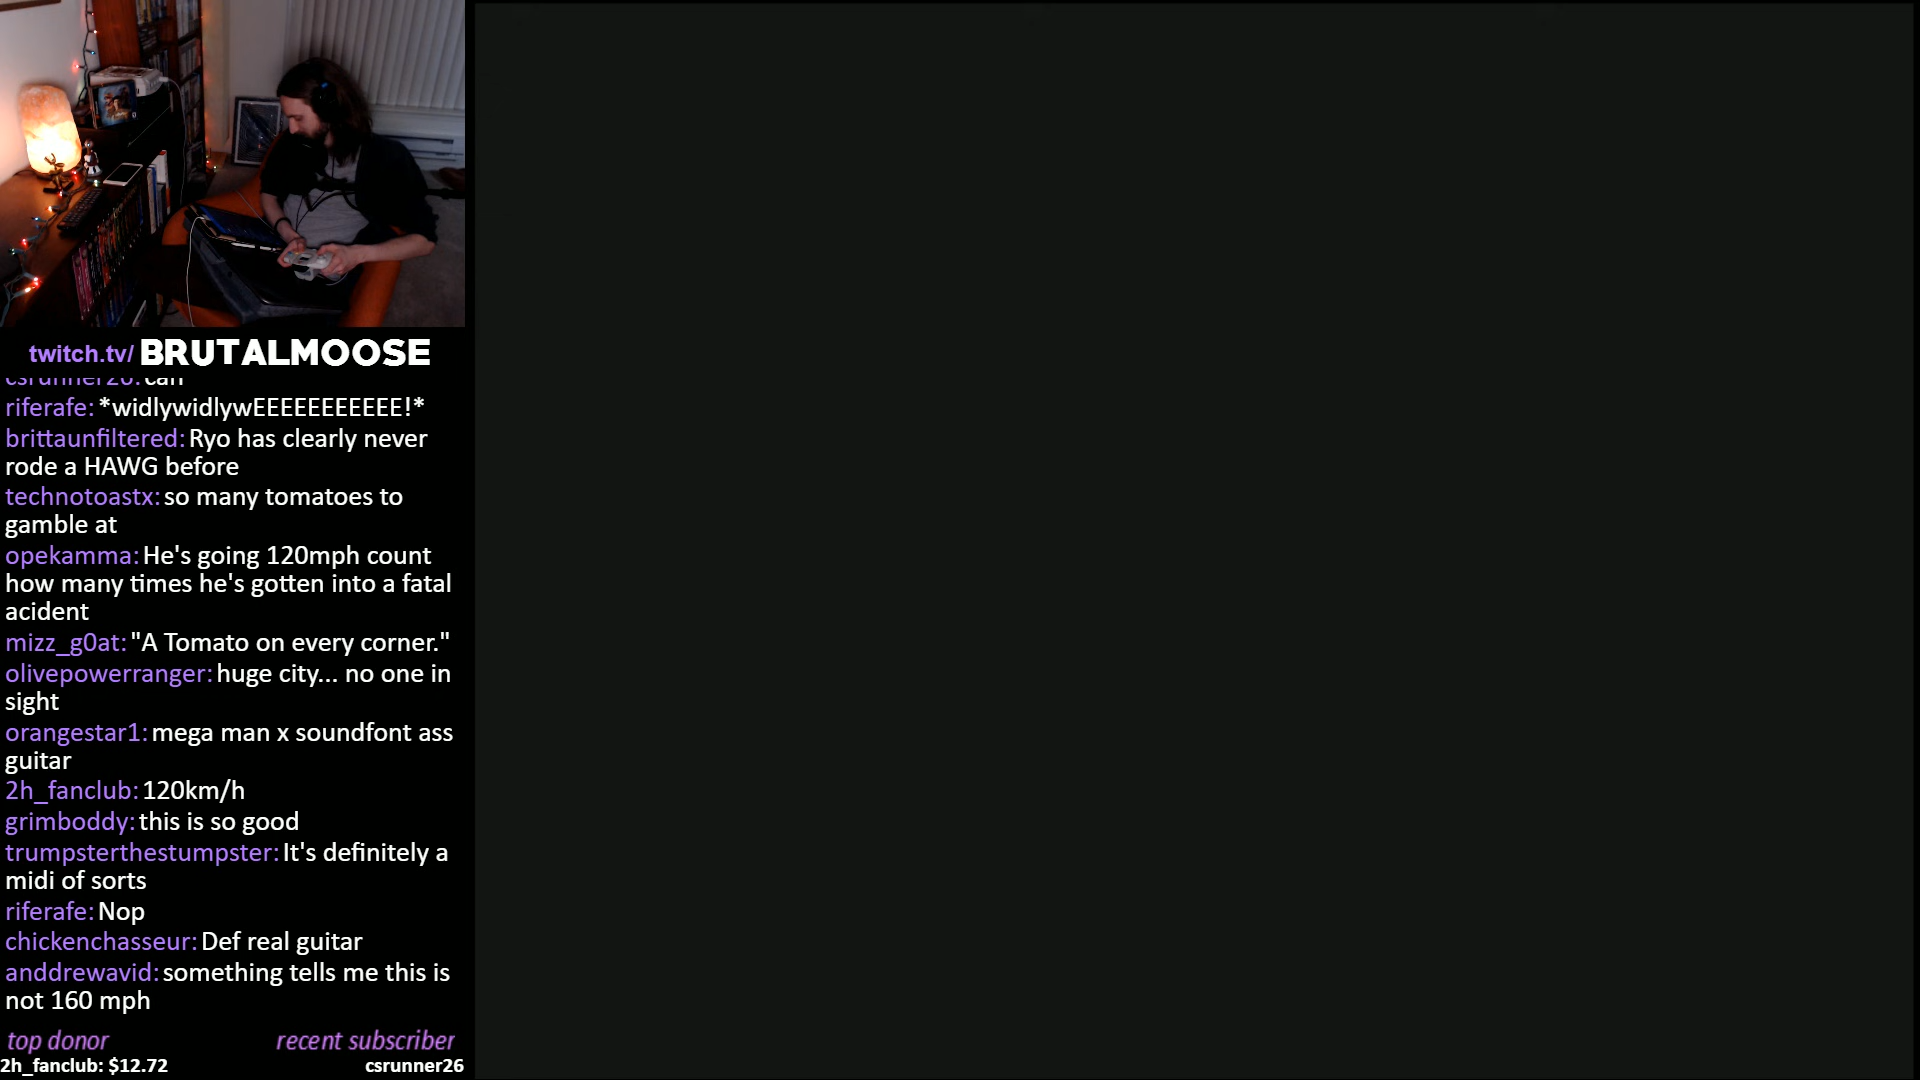 twitch.tv/ BRUTALMOOSE
csrunner26: can
riferafe: *widlywidlywEEEEEEEEEEE!*
brittaunfiltered: Ryo has clearly never
rode a HAWG before
technotoastx: so many tomatoes to
gamble at
opekamma: He's going 120mph count
how many times he's gotten into a fatal
acident
mizz_g0at: "A Tomato on every corner."
olivepowerranger: huge city... no one in
sight
orangestar1: mega man x soundfont ass
guitar
2h_fanclub: 120km/h
grimboddy: this is so good
trumpsterthestumpster: It's definitely a
midi of sorts
riferafe: Nop
chickenchasseur: Def real guitar
anddrewavid: something tells me this is
not 160 mph
top donor recent subscriber
2h_fanclub: $12.72 csrunner26